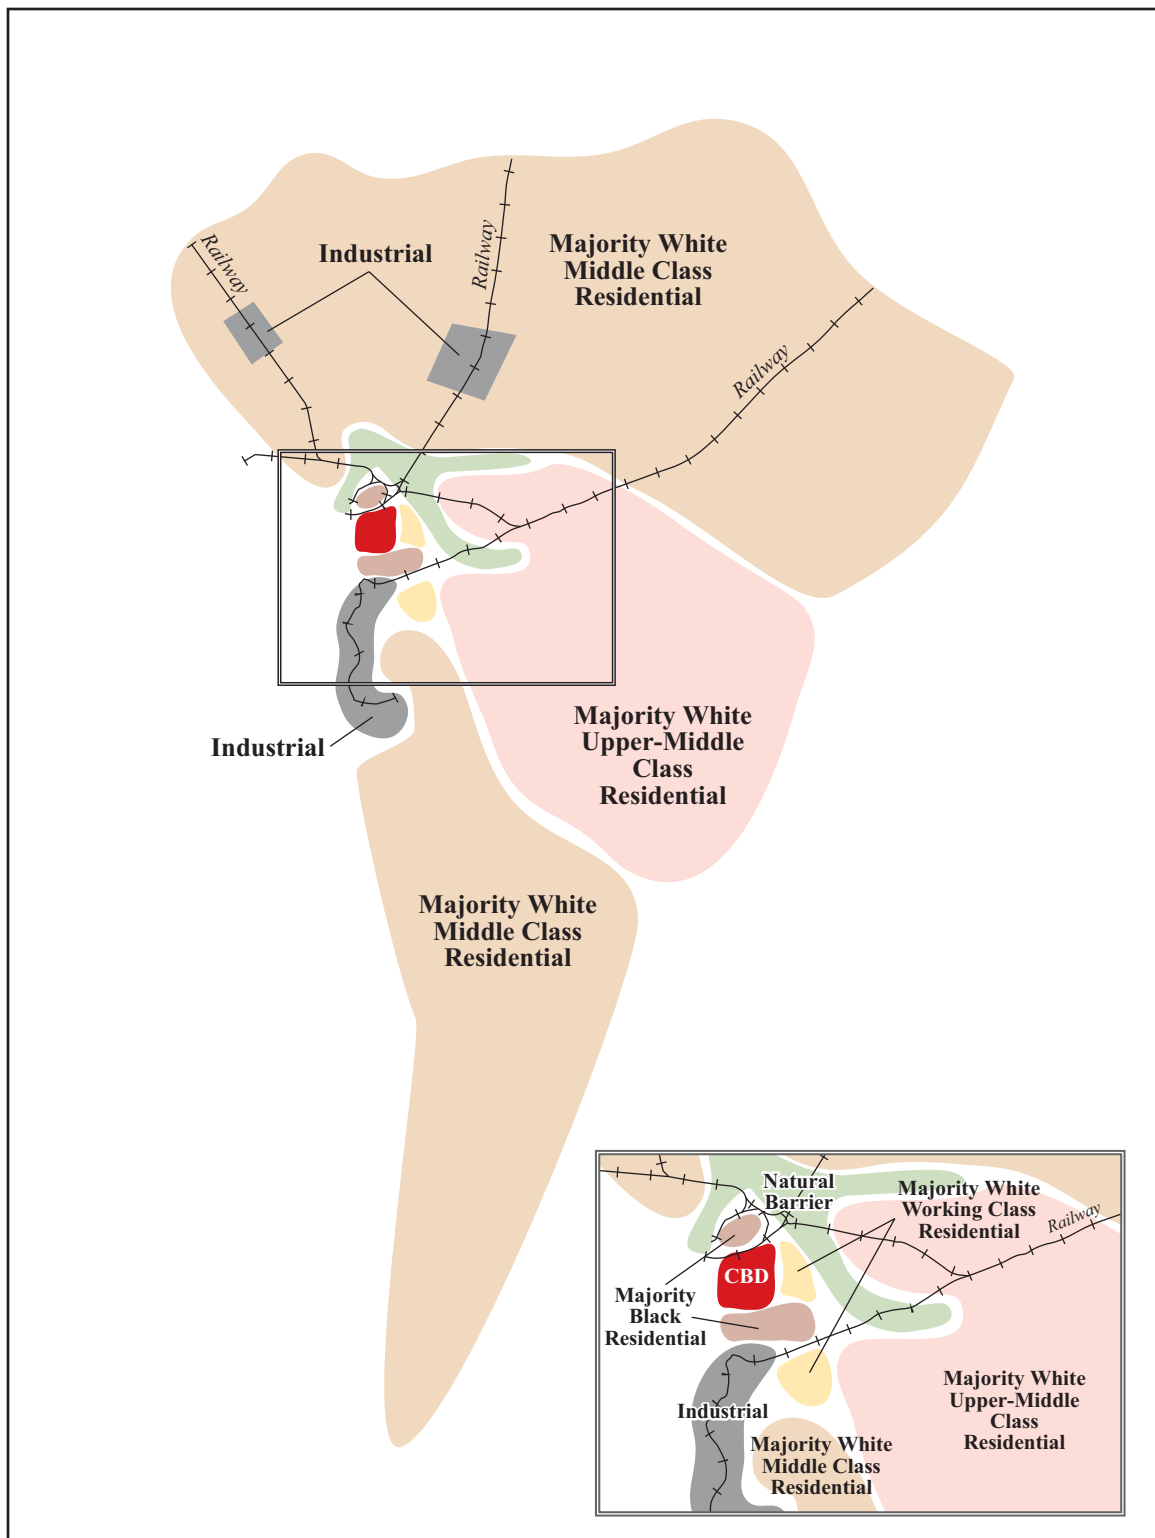 Railway
Industrial
Railway
Majority White
Middle Class
Residential
Railway
Industrial
Majority White
Upper-Middle
Class
Residential
Majority White
Middle Class
Residential
Natural
Barrier
Majority White
Working Class
Residential
Railway
CBD
Majority
Black
Residential
Industrial
Majority White
Upper-Middle
Class
Residential
Majority White
Middle Class
Residential